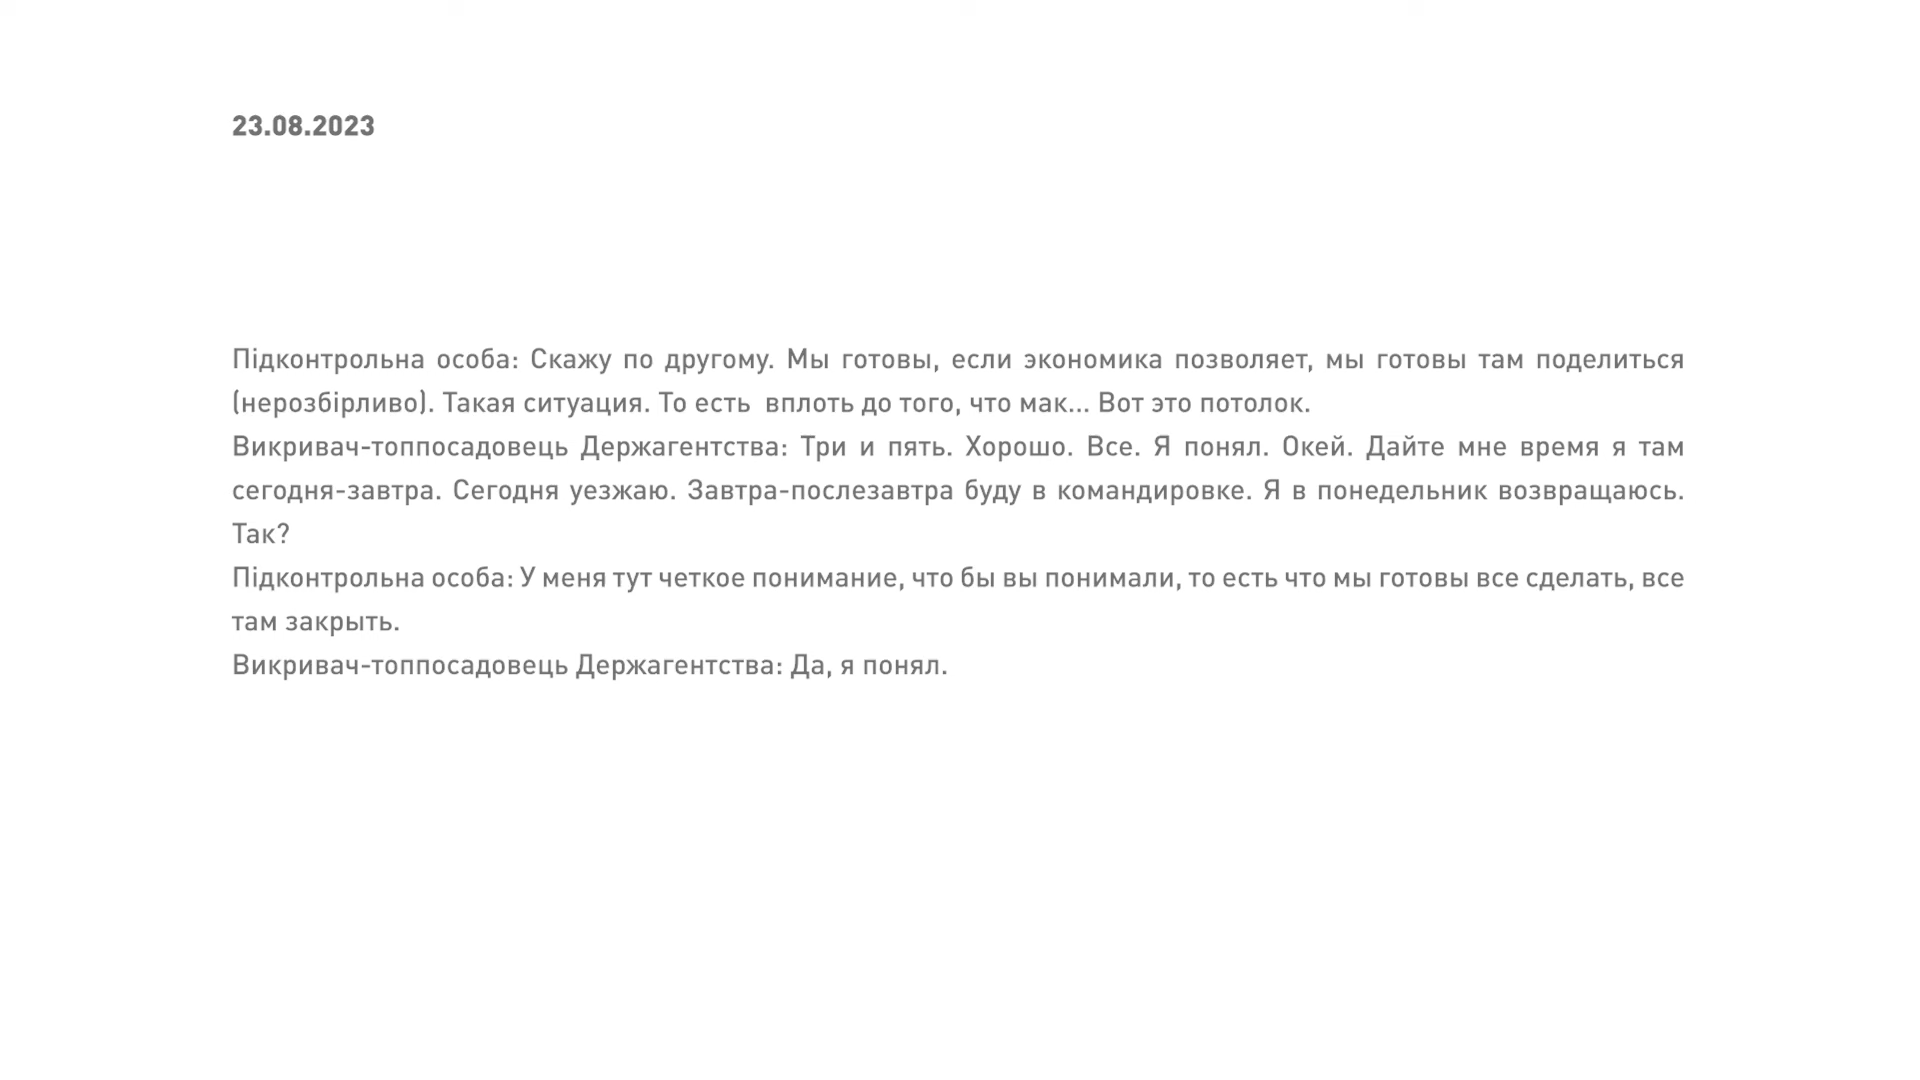 23.08.2023
Підконтрольна особа: Скажу по другому. Мы готовы, если экономика позволяет, мы готовы там поделиться
(нерозбірливо). Такая ситуация. То есть  вплоть до того, что мак... Вот это потолок.
Викривач-топпосадовець Держагентства: Три и пять. Хорошо. Все. Я понял. Окей. Дайте мне время я там
сегодня-завтра. Сегодня уезжаю. Завтра-послезавтра буду в командировке. Я в понедельник возвращаюсь.
Так?
Підконтрольна особа: У меня тут четкое понимание, что бы вы понимали, то есть что мы готовы все сделать, все
там закрыть.
Викривач-топпосадовець Держагентства: Да, я понял.